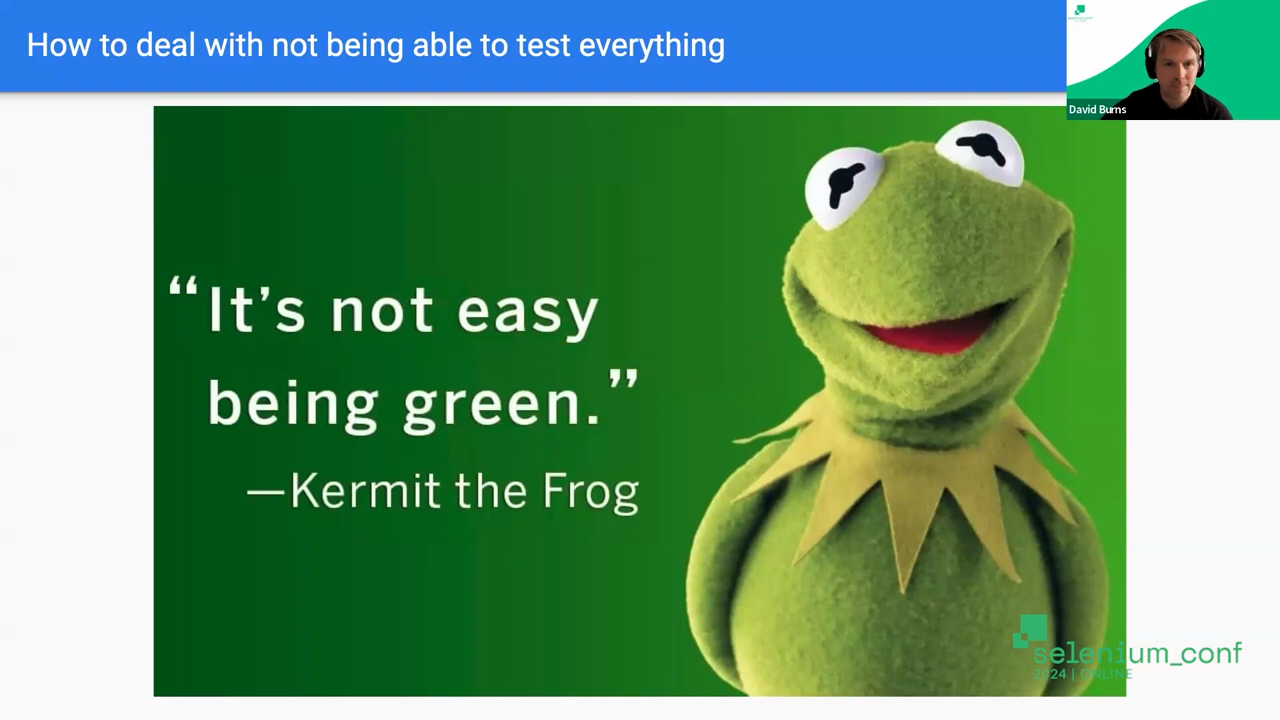 How to deal with not being able to test everything
David Burns
“It’s not easy
being green.”
—Kermit the Frog
selenium_conf
2024 | ONLINE